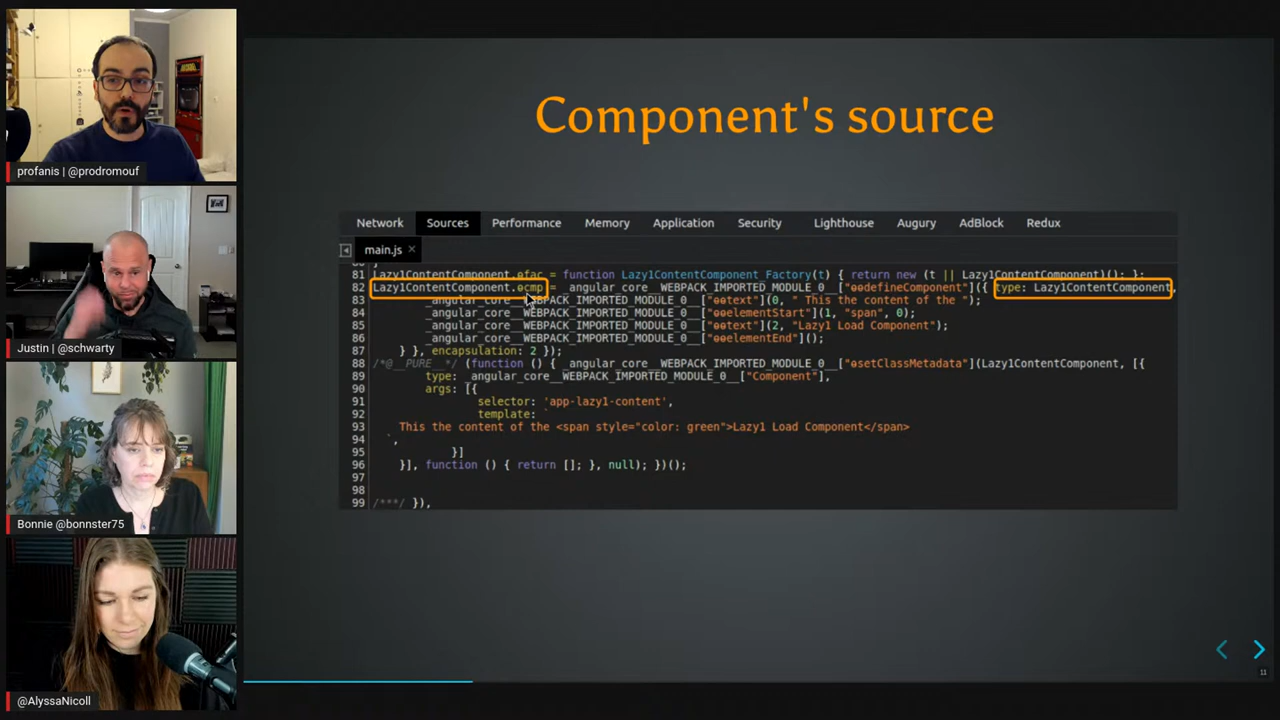 profanis | @prodromouf
Justin | @schwarty
Bonnie @bonnster75
@AlyssaNicoll
Component's source
Network Sources Performance Memory Application Security Lighthouse Augury AdBlock Redux
main.js ×
81 Lazy1ContentComponent.ɵfac = function Lazy1ContentComponent_Factory(t) { return new (t || Lazy1ContentComponent)(); };
82 Lazy1ContentComponent.ɵcmp = _angular_core__WEBPACK_IMPORTED_MODULE_0__["ɵɵdefineComponent"]({ type: Lazy1ContentComponent,
83 _angular_core__WEBPACK_IMPORTED_MODULE_0__["ɵɵtext"](0, " This the content of the ");
84 _angular_core__WEBPACK_IMPORTED_MODULE_0__["ɵɵelementStart"](1, "span", 0);
85 _angular_core__WEBPACK_IMPORTED_MODULE_0__["ɵɵtext"](2, "Lazy1 Load Component");
86 _angular_core__WEBPACK_IMPORTED_MODULE_0__["ɵɵelementEnd"]();
87 } }, encapsulation: 2 });
88 /*@__PURE__*/ (function () { _angular_core__WEBPACK_IMPORTED_MODULE_0__["ɵsetClassMetadata"](Lazy1ContentComponent, [{
89 type: _angular_core__WEBPACK_IMPORTED_MODULE_0__["Component"],
90 args: [{
91 selector: 'app-lazy1-content',
92 template: `
93 This the content of the <span style="color: green">Lazy1 Load Component</span>
94 `,
95 }]
96 }], function () { return []; }, null); })();
97
98
99 /***/ }),
11